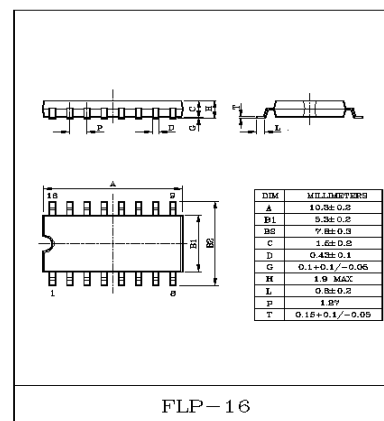 C
H
G
P
D
T
L
A
16
9
B1
B2
1
8
DIM MILLIMETERS
A 10.3±0.2
B1 5.3±0.2
B2 7.8±0.3
C 1.5±0.2
D 0.43±0.1
G 0.1+0.1/-0.05
H 1.9 MAX
L 0.8±0.2
P 1.27
T 0.15+0.1/-0.05
FLP-16